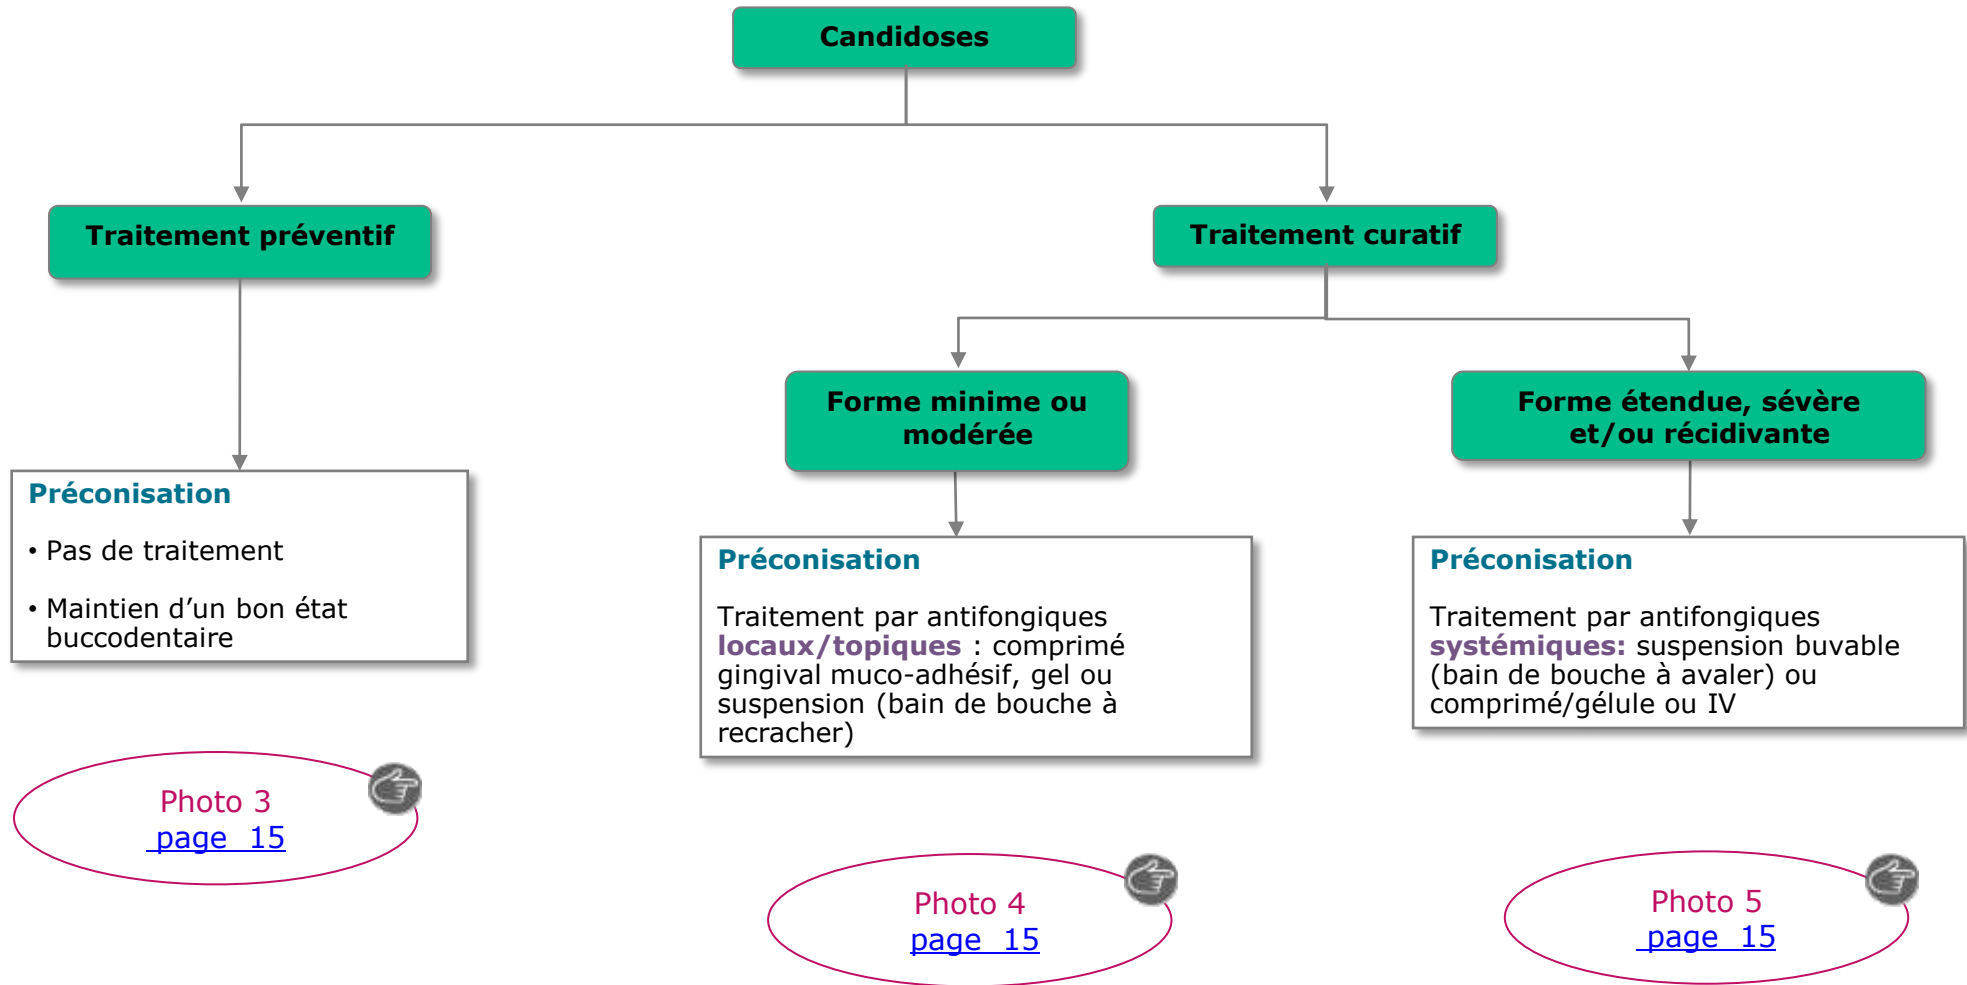 Candidoses
Traitement préventif
Traitement curatif
Forme minime ou
modérée
Forme étendue, sévère
et/ou récidivante
Préconisation
• Pas de traitement
• Maintien d’un bon état
buccodentaire
Préconisation
Traitement par antifongiques
locaux/topiques : comprimé
gingival muco-adhésif, gel ou
suspension (bain de bouche à
recracher)
Préconisation
Traitement par antifongiques
systémiques: suspension buvable
(bain de bouche à avaler) ou
comprimé/gélule ou IV
Photo 3
page 15
Photo 4
page 15
Photo 5
page 15